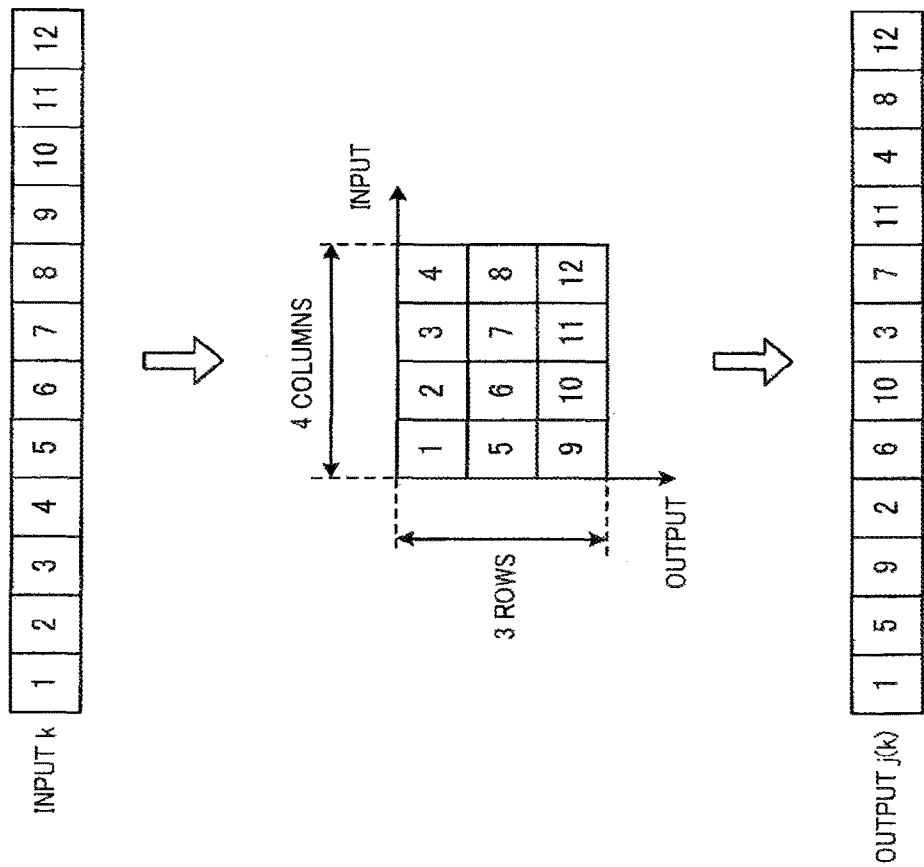 INPUT k 1 2 3 4 5 6 7 8 9 10 11 12
4 COLUMNS
INPUT
1 2 3 4
5 6 7 8
9 10 11 12
3 ROWS
OUTPUT
OUTPUT j(k) 1 5 9 2 6 10 3 7 11 4 8 12